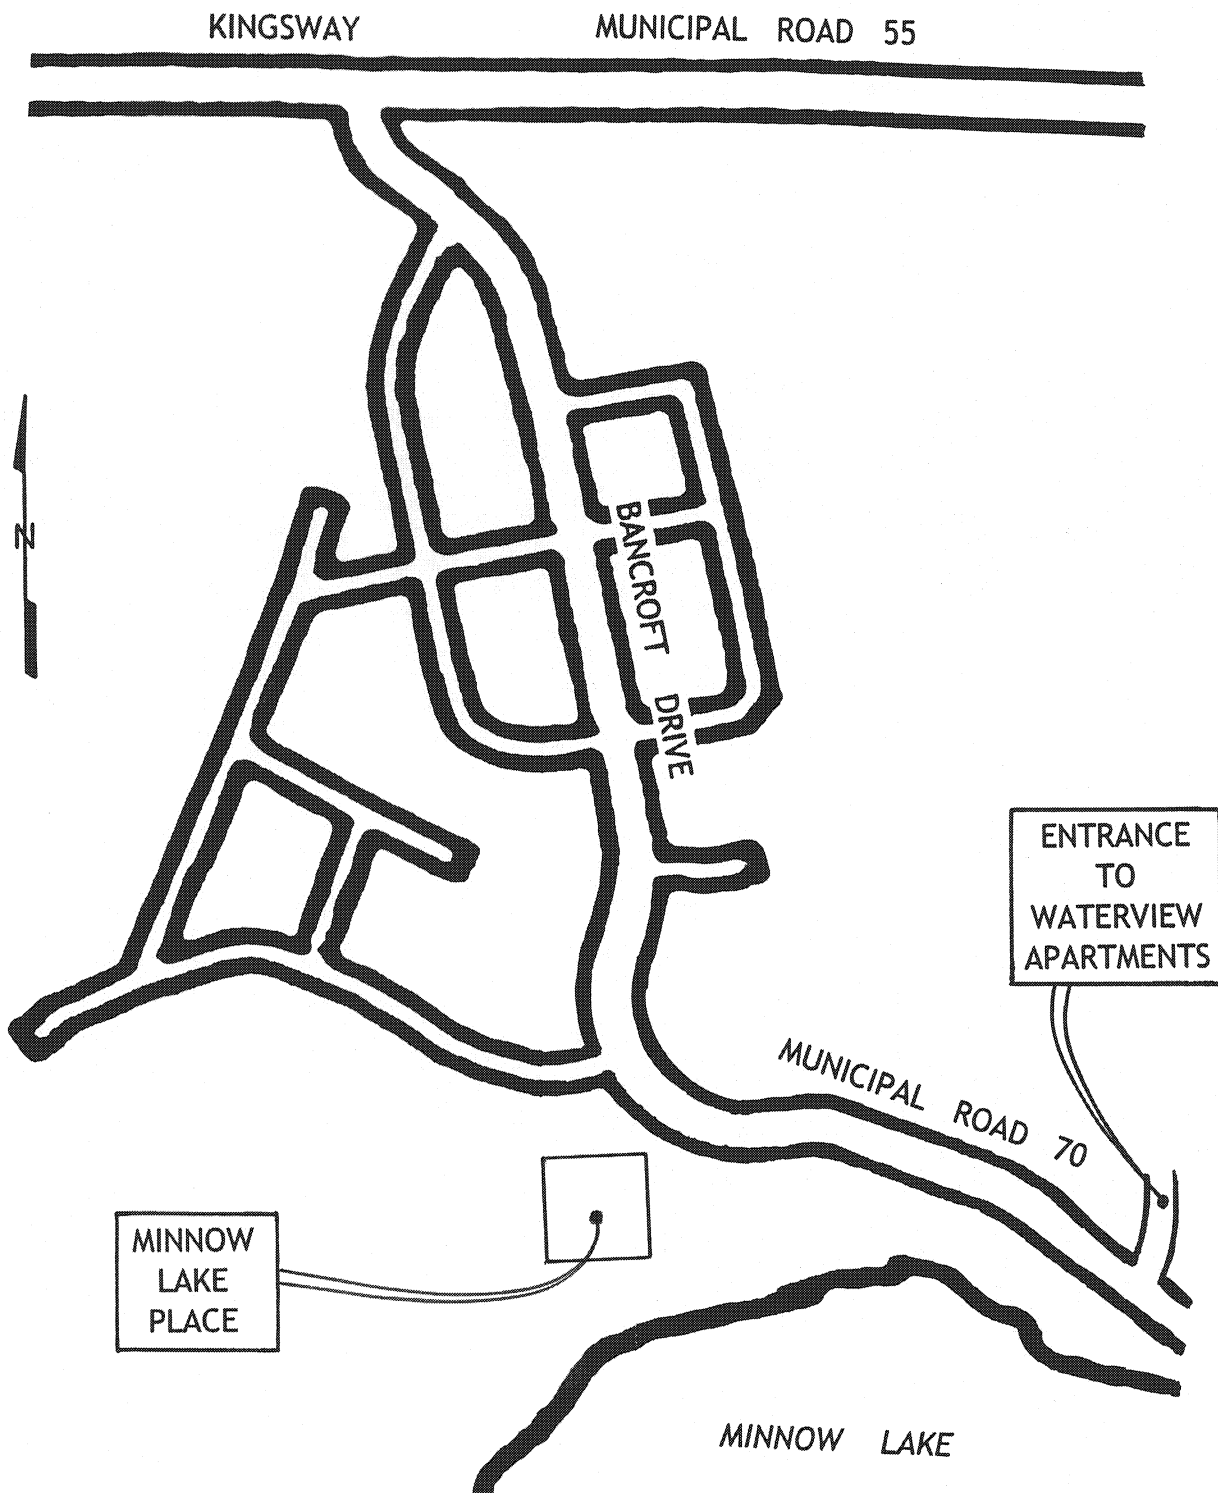 KINGSWAY MUNICIPAL ROAD 55
N
BANCROFT DRIVE
ENTRANCE
TO
WATERVIEW
APARTMENTS
MUNICIPAL ROAD 70
MINNOW
LAKE
PLACE
MINNOW LAKE